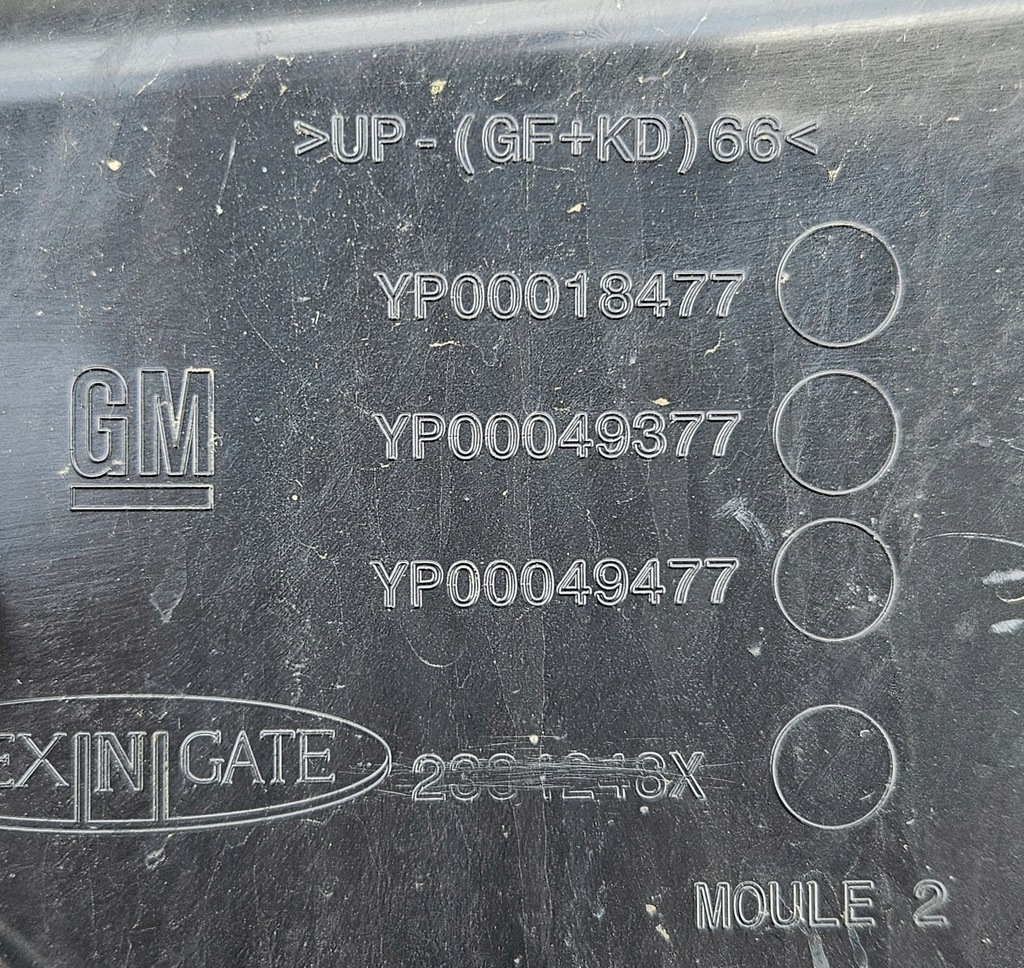 >UP-(GF+KD)66<
YP00018477
GM
YP00049377
YP00049477
EXINGATE
MOULE 2